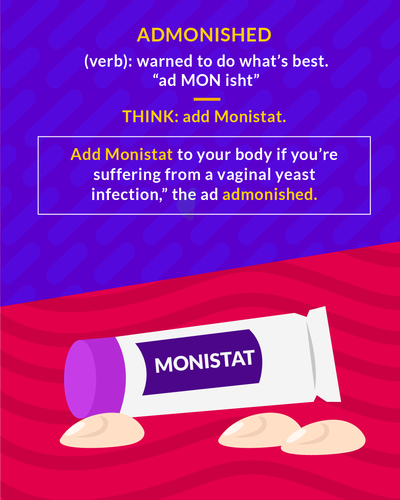 ADMONISHED
(verb): warned to do what’s best.
“ad MON isht”
THINK: add Monistat.
Add Monistat to your body if you’re
suffering from a vaginal yeast
infection,” the ad admonished.
MONISTAT